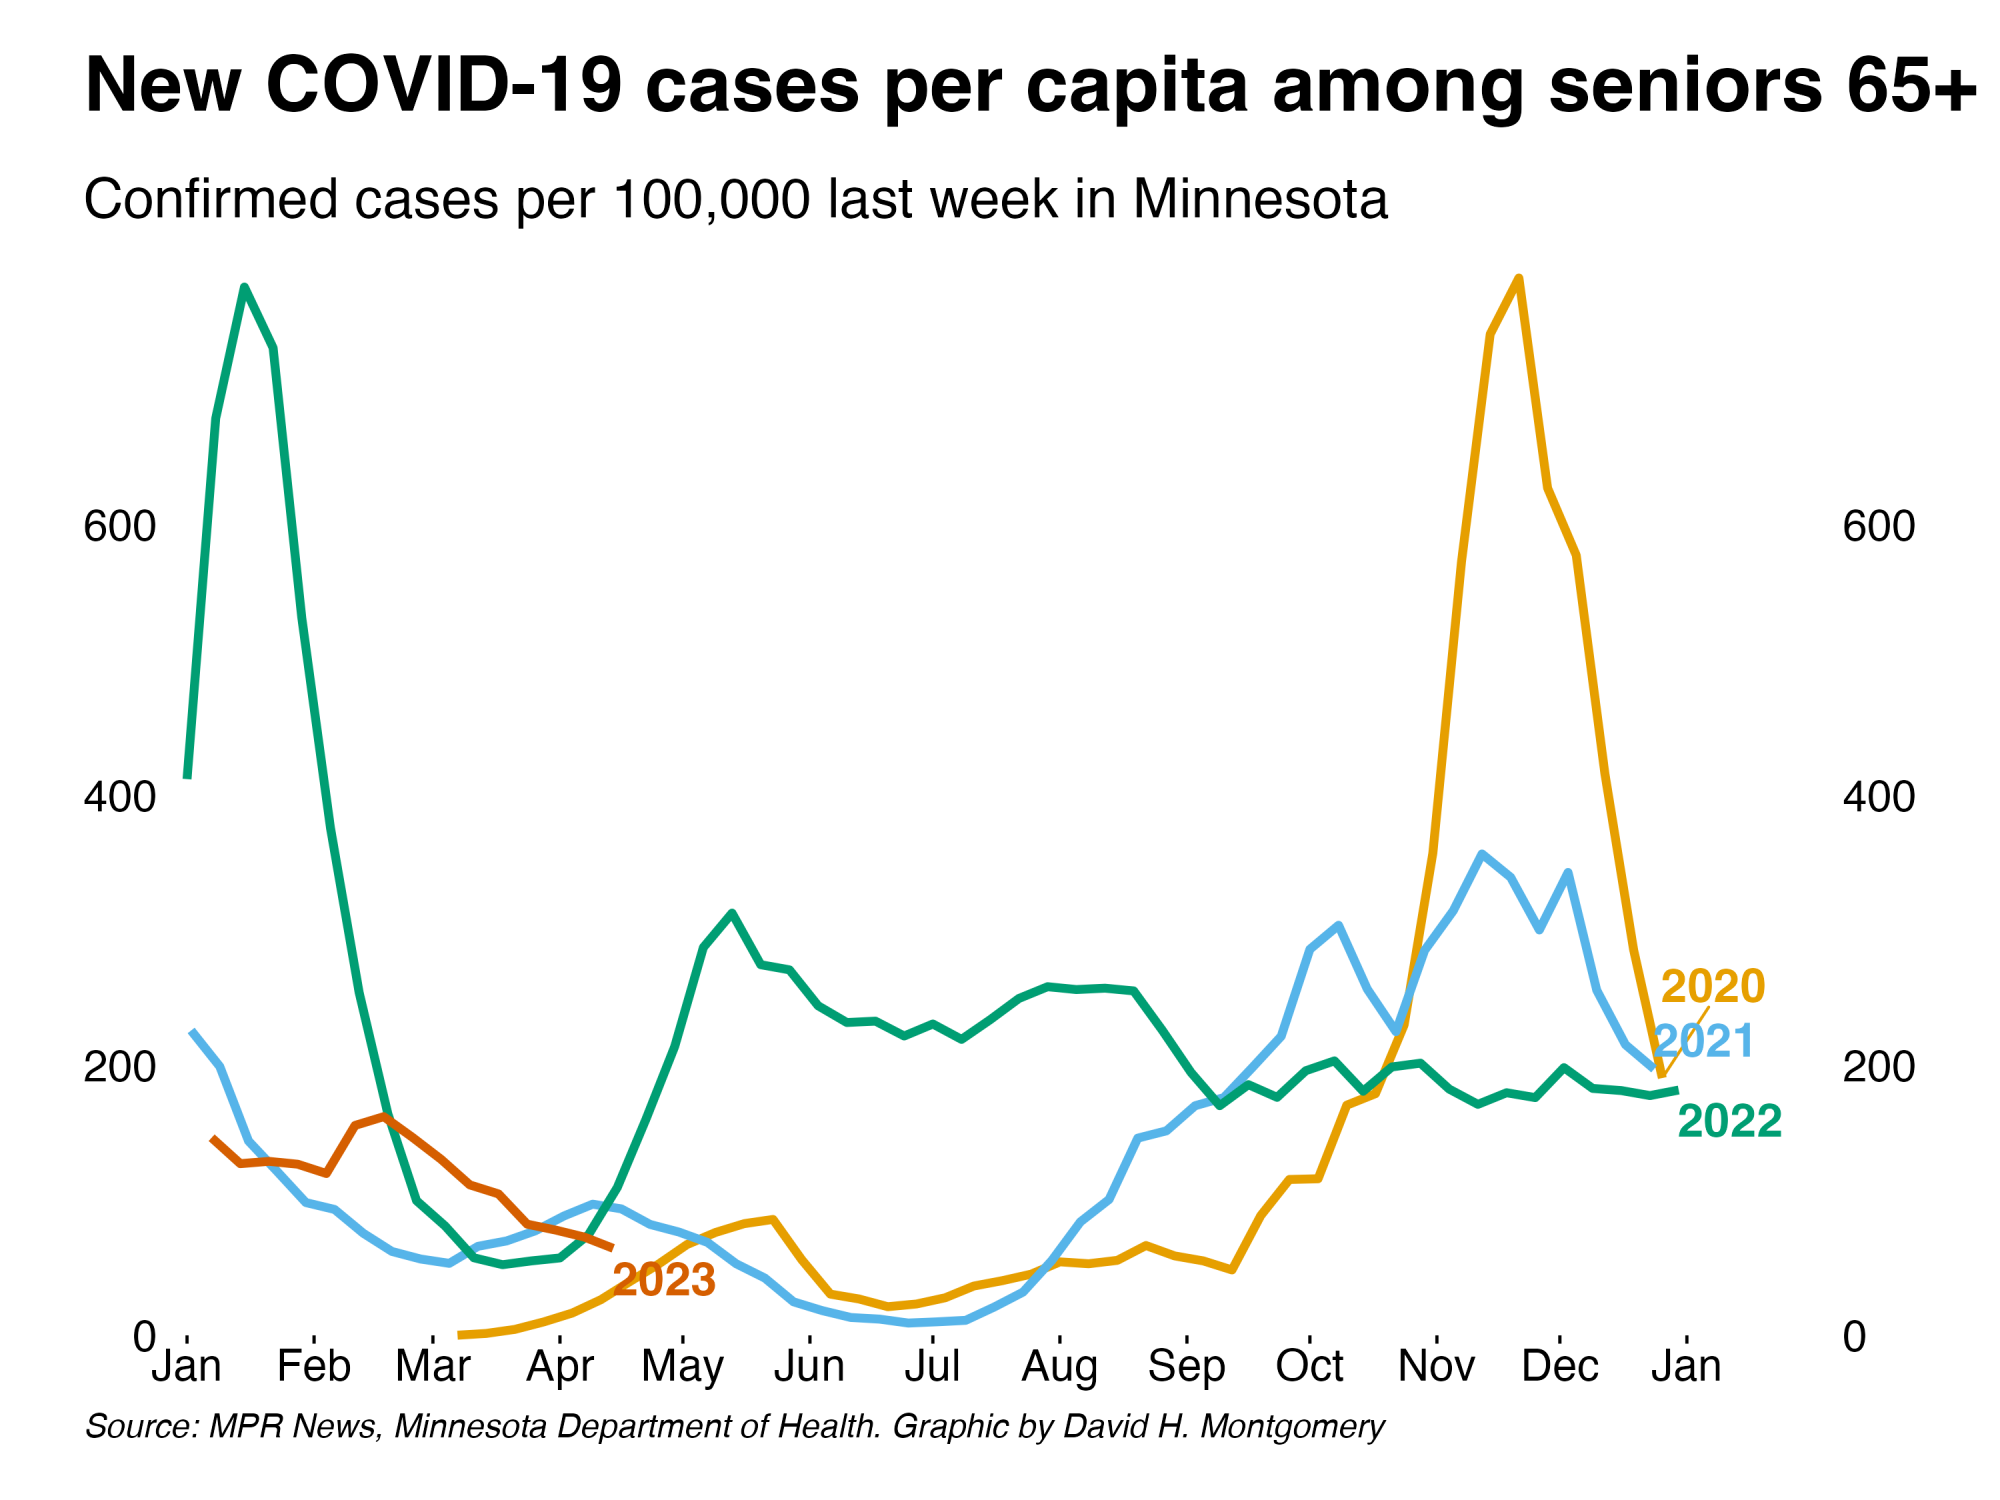 New COVID-19 cases per capita among seniors 65+
Confirmed cases per 100,000 last week in Minnesota
600 600
400 400
2020
2021
200 200
2022
2023
0 0
Jan Feb Mar Apr May Jun Jul Aug Sep Oct Nov Dec Jan
Source: MPR News, Minnesota Department of Health. Graphic by David H. Montgomery